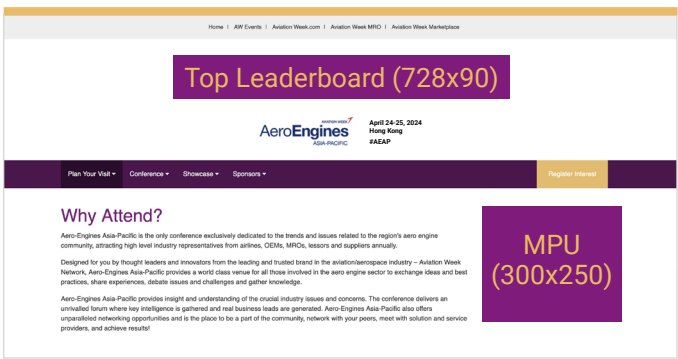 Home | AW Events | Aviation Week.com | Aviation Week MRO | Aviation Week Marketplace
Top Leaderboard (728x90)
AVIATION WEEK
AeroEngines
ASIA-PACIFIC
April 24-25, 2024
Hong Kong
#AEAP
Plan Your Visit Conference Showcase Sponsors Register Interest
Why Attend?
Aero-Engines Asia-Pacific is the only conference exclusively dedicated to the trends and issues related to the region's aero engine
community, attracting high level industry representatives from airlines, OEMs, MROs, lessors and suppliers annually.
Designed for you by thought leaders and innovators from the leading and trusted brand in the aviation/aerospace industry – Aviation Week
Network, Aero-Engines Asia-Pacific provides a world class venue for all those involved in the aero engine sector to exchange ideas and best
practices, share experiences, debate issues and challenges and gather knowledge.
Aero-Engines Asia-Pacific provides insight and understanding of the crucial industry issues and concerns. The conference delivers an
unrivalled forum where key intelligence is gathered and real business leads are generated. Aero-Engines Asia-Pacific also offers
unparalleled networking opportunities and is the place to be a part of the community, network with your peers, meet with solution and service
providers, and achieve results!
MPU
(300x250)